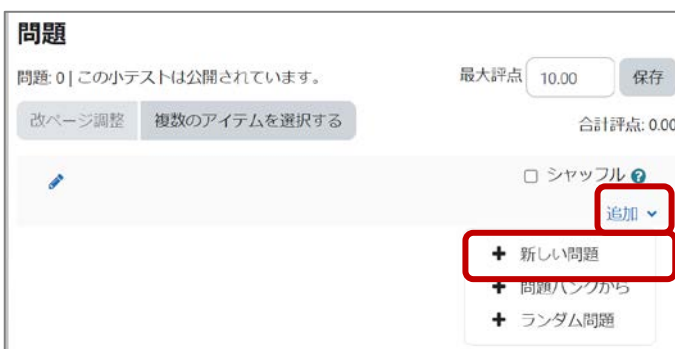 問題
問題: 0 | この小テストは公開されています。
最大評点 10.00 保存
改ページ調整 複数のアイテムを選択する
合計評点: 0.00
シャッフル ?
追加
+ 新しい問題
+ 問題バンクから
+ ランダム問題